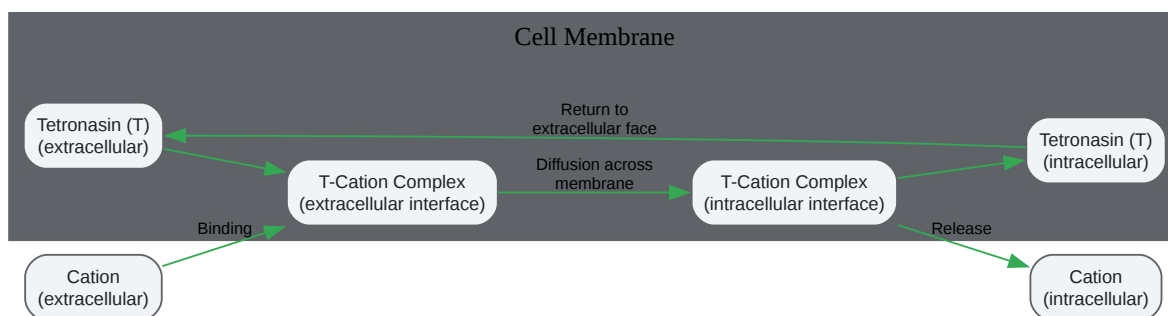 Cell Membrane
Tetronasin (T)
(extracellular)
Return to
extracellular face
Tetronasin (T)
(intracellular)
T-Cation Complex
(extracellular interface)
Diffusion across
membrane
T-Cation Complex
(intracellular interface)
Binding
Release
Cation
(extracellular)
Cation
(intracellular)